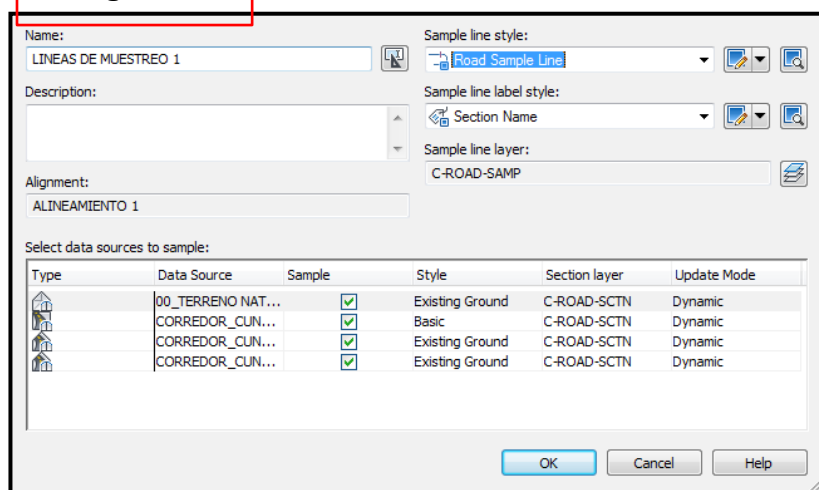 Name:
LINEAS DE MUESTREO 1
Description:
Alignment:
ALINEAMIENTO 1
Sample line style:
Road Sample Line
Sample line label style:
Section Name
Sample line layer:
C-ROAD-SAMP
Select data sources to sample:
Type Data Source Sample Style Section layer Update Mode
00_TERRENO NAT... Existing Ground C-ROAD-SCTN Dynamic
CORREDOR_CUN... Basic C-ROAD-SCTN Dynamic
CORREDOR_CUN... Existing Ground C-ROAD-SCTN Dynamic
CORREDOR_CUN... Existing Ground C-ROAD-SCTN Dynamic
OK Cancel Help